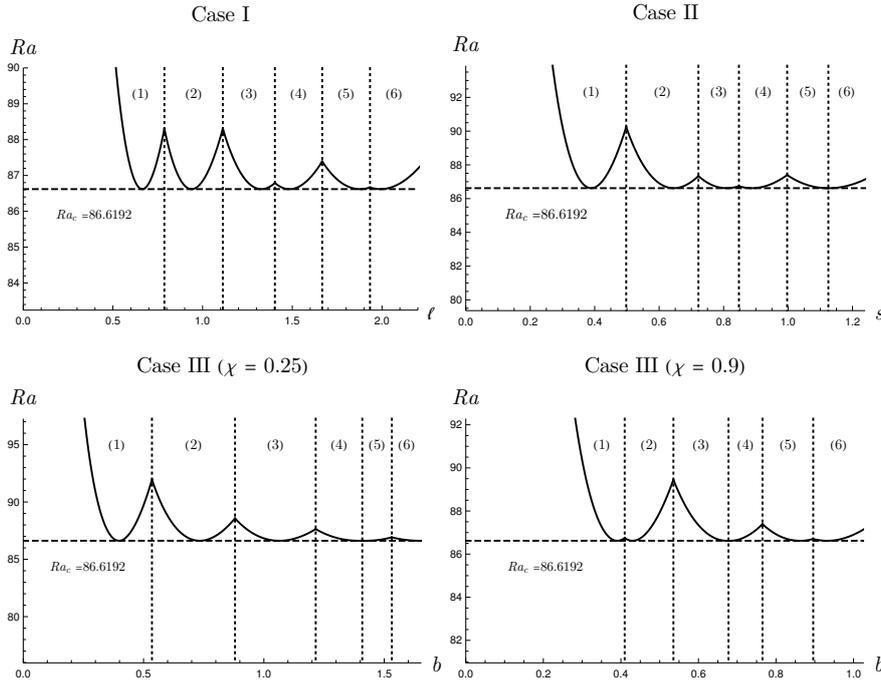 Case I
Ra
90
89
88
87
86
85
84
(1) (2) (3) (4) (5) (6)
Ra_c =86.6192
0.0 0.5 1.0 1.5 2.0 ℓ
Case II
Ra
92
90
88
86
84
82
80
(1) (2) (3) (4) (5) (6)
Ra_c =86.6192
0.0 0.2 0.4 0.6 0.8 1.0 1.2 s
Case III (χ = 0.25)
Ra
95
90
85
80
(1) (2) (3) (4) (5) (6)
Ra_c =86.6192
0.0 0.5 1.0 1.5 b
Case III (χ = 0.9)
Ra
92
90
88
86
84
82
(1) (2) (3) (4) (5) (6)
Ra_c =86.6192
0.0 0.2 0.4 0.6 0.8 1.0 b